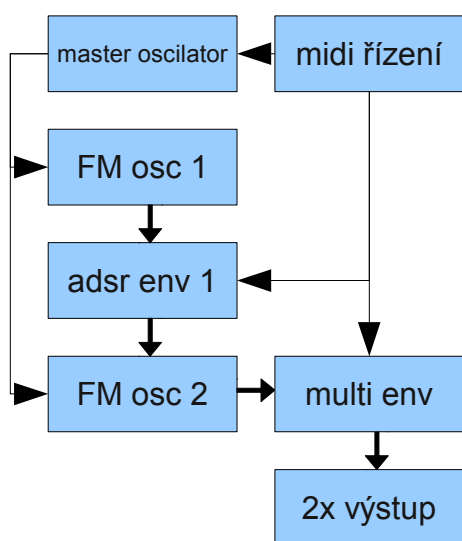 master oscilator
midi řízení
FM osc 1
adsr env 1
FM osc 2
multi env
2x výstup